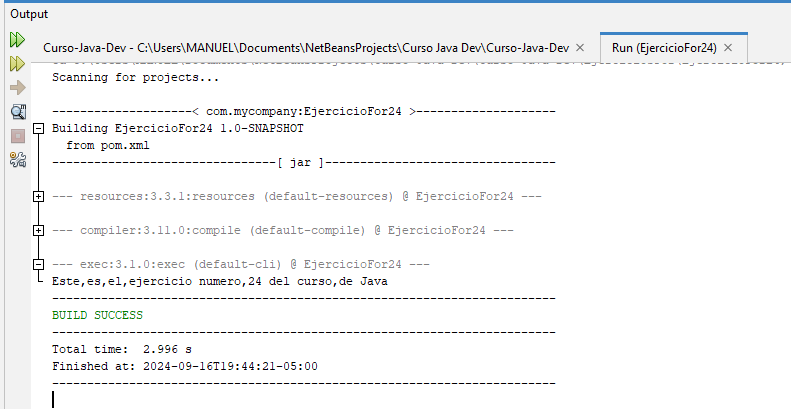 Output
Curso-Java-Dev - C:\Users\MANUEL\Documents\NetBeansProjects\Curso Java Dev\Curso-Java-Dev × Run (EjercicioFor24) ×
Scanning for projects...
--------------------< com.mycompany:EjercicioFor24 >--------------------
Building EjercicioFor24 1.0-SNAPSHOT
from pom.xml
--------------------------------[ jar ]---------------------------------
--- resources:3.3.1:resources (default-resources) @ EjercicioFor24 ---
--- compiler:3.11.0:compile (default-compile) @ EjercicioFor24 ---
--- exec:3.1.0:exec (default-cli) @ EjercicioFor24 ---
Este,es,el,ejercicio numero,24 del curso,de Java
------------------------------------------------------------------------
BUILD SUCCESS
------------------------------------------------------------------------
Total time:  2.996 s
Finished at: 2024-09-16T19:44:21-05:00
------------------------------------------------------------------------